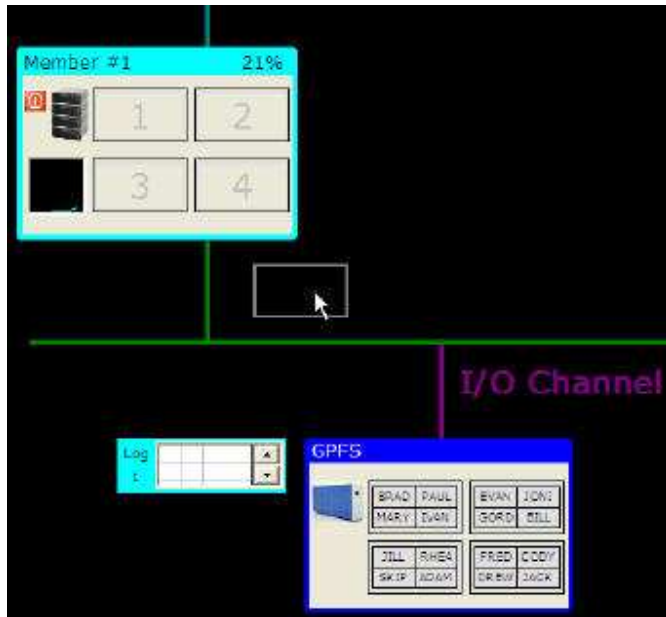 Member #1 21%
1 2
3 4
I/O Channel
Log
1
GPFS
BRAD PAUL EVAN JONI
MARY IVAN GORD BILL
JILL RHEA FRED CODY
SKIP ADAM DREW JACK